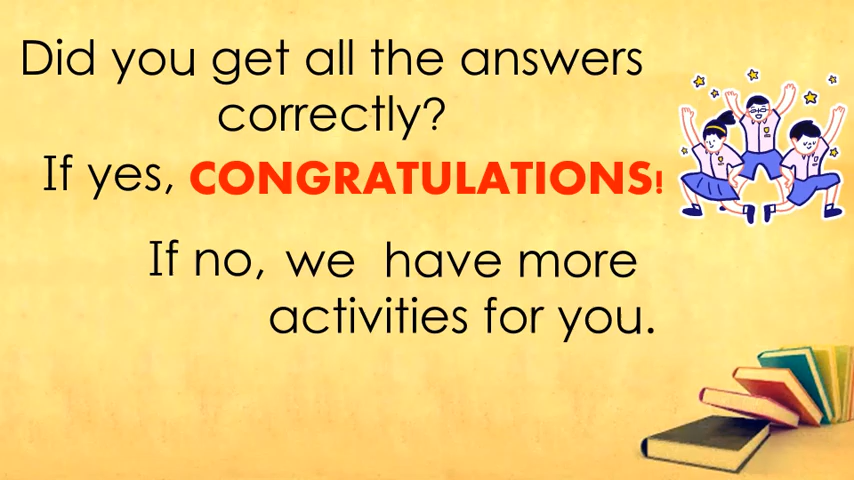 Did you get all the answers
correctly?
If yes, CONGRATULATIONS!
If no, we have more
activities for you.